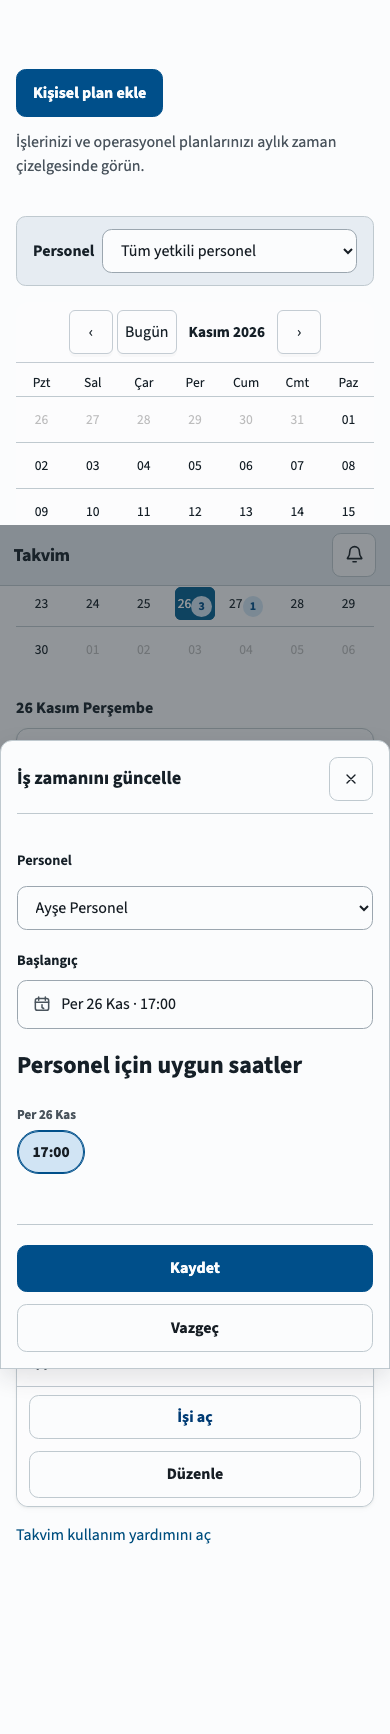 Kişisel plan ekle
İşlerinizi ve operasyonel planlarınızı aylık zaman
çizelgesinde görün.
Personel Tüm yetkili personel
‹ Bugün Kasım 2026 ›
Pzt Sal Çar Per Cum Cmt Paz
26 27 28 29 30 31 01
02 03 04 05 06 07 08
09 10 11 12 13 14 15
Takvim
23 24 25 26 3 27 1 28 29
30 01 02 03 04 05 06
26 Kasım Perşembe
İş zamanını güncelle
Personel
Ayşe Personel
Başlangıç
Per 26 Kas · 17:00
Personel için uygun saatler
Per 26 Kas
17:00
Kaydet
Vazgeç
İşi aç
Düzenle
Takvim kullanım yardımını aç